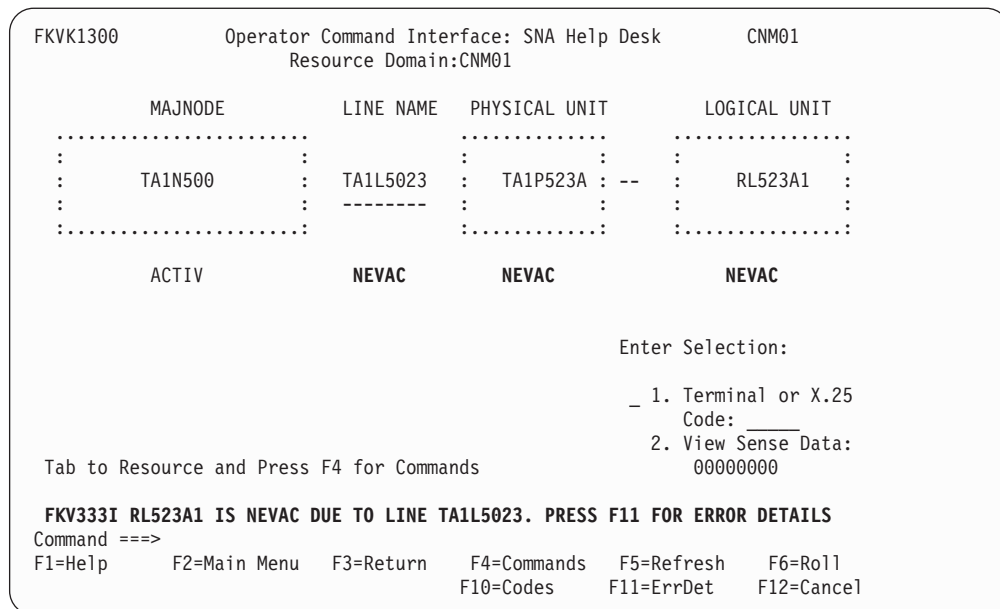 FKVK1300 Operator Command Interface: SNA Help Desk CNM01
Resource Domain:CNM01
MAJNODE LINE NAME PHYSICAL UNIT LOGICAL UNIT
........................ .............. .................
: : : : : :
: TA1N500 : TA1L5023 : TA1P523A : -- : RL523A1 :
: : -------- : : : :
:......................: :............: :...............:
ACTIV NEVAC NEVAC NEVAC
Enter Selection:
_ 1. Terminal or X.25
Code: _____
2. View Sense Data:
Tab to Resource and Press F4 for Commands 00000000
FKV333I RL523A1 IS NEVAC DUE TO LINE TA1L5023. PRESS F11 FOR ERROR DETAILS
Command ===>
F1=Help F2=Main Menu F3=Return F4=Commands F5=Refresh F6=Roll
F10=Codes F11=ErrDet F12=Cancel